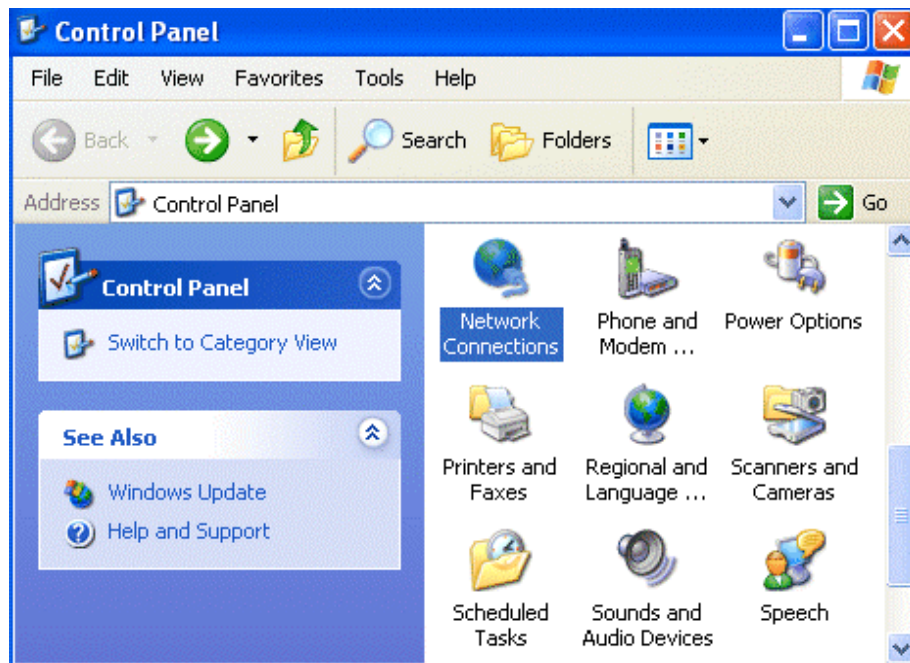 Control Panel
File Edit View Favorites Tools Help
Back Search Folders
Address Control Panel Go
Control Panel
Switch to Category View
See Also
Windows Update
Help and Support
Network
Connections
Phone and
Modem ...
Power Options
Printers and
Faxes
Regional and
Language ...
Scanners and
Cameras
Scheduled
Tasks
Sounds and
Audio Devices
Speech